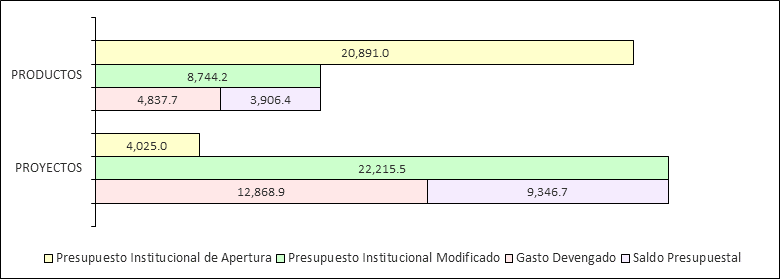 20,891.0
PRODUCTOS
8,744.2
4,837.7 3,906.4
4,025.0
PROYECTOS
22,215.5
12,868.9 9,346.7
Presupuesto Institucional de Apertura Presupuesto Institucional Modificado Gasto Devengado Saldo Presupuestal